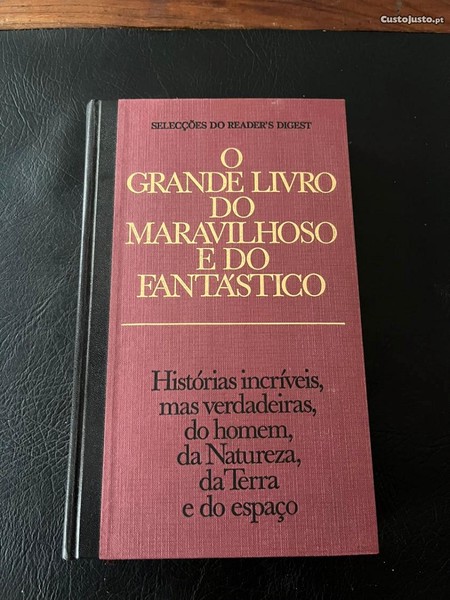 CustoJusto.pt
SELECÇÕES DO READER'S DIGEST
O
GRANDE LIVRO
DO
MARAVILHOSO
E DO
FANTÁSTICO
Histórias incríveis,
mas verdadeiras,
do homem,
da Natureza,
da Terra
e do espaço